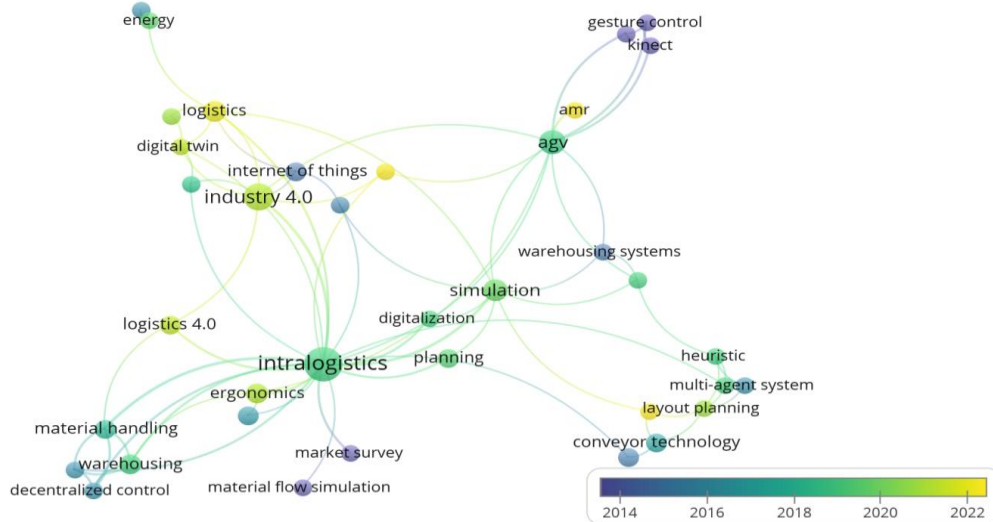 energy
gesture control
kinect
logistics
amr
digital twin
agv
internet of things
industry 4.0
warehousing systems
simulation
digitalization
logistics 4.0
planning
heuristic
intralogistics
multi-agent system
ergonomics
layout planning
material handling
conveyor technology
market survey
warehousing
material flow simulation
decentralized control
2014 2016 2018 2020 2022